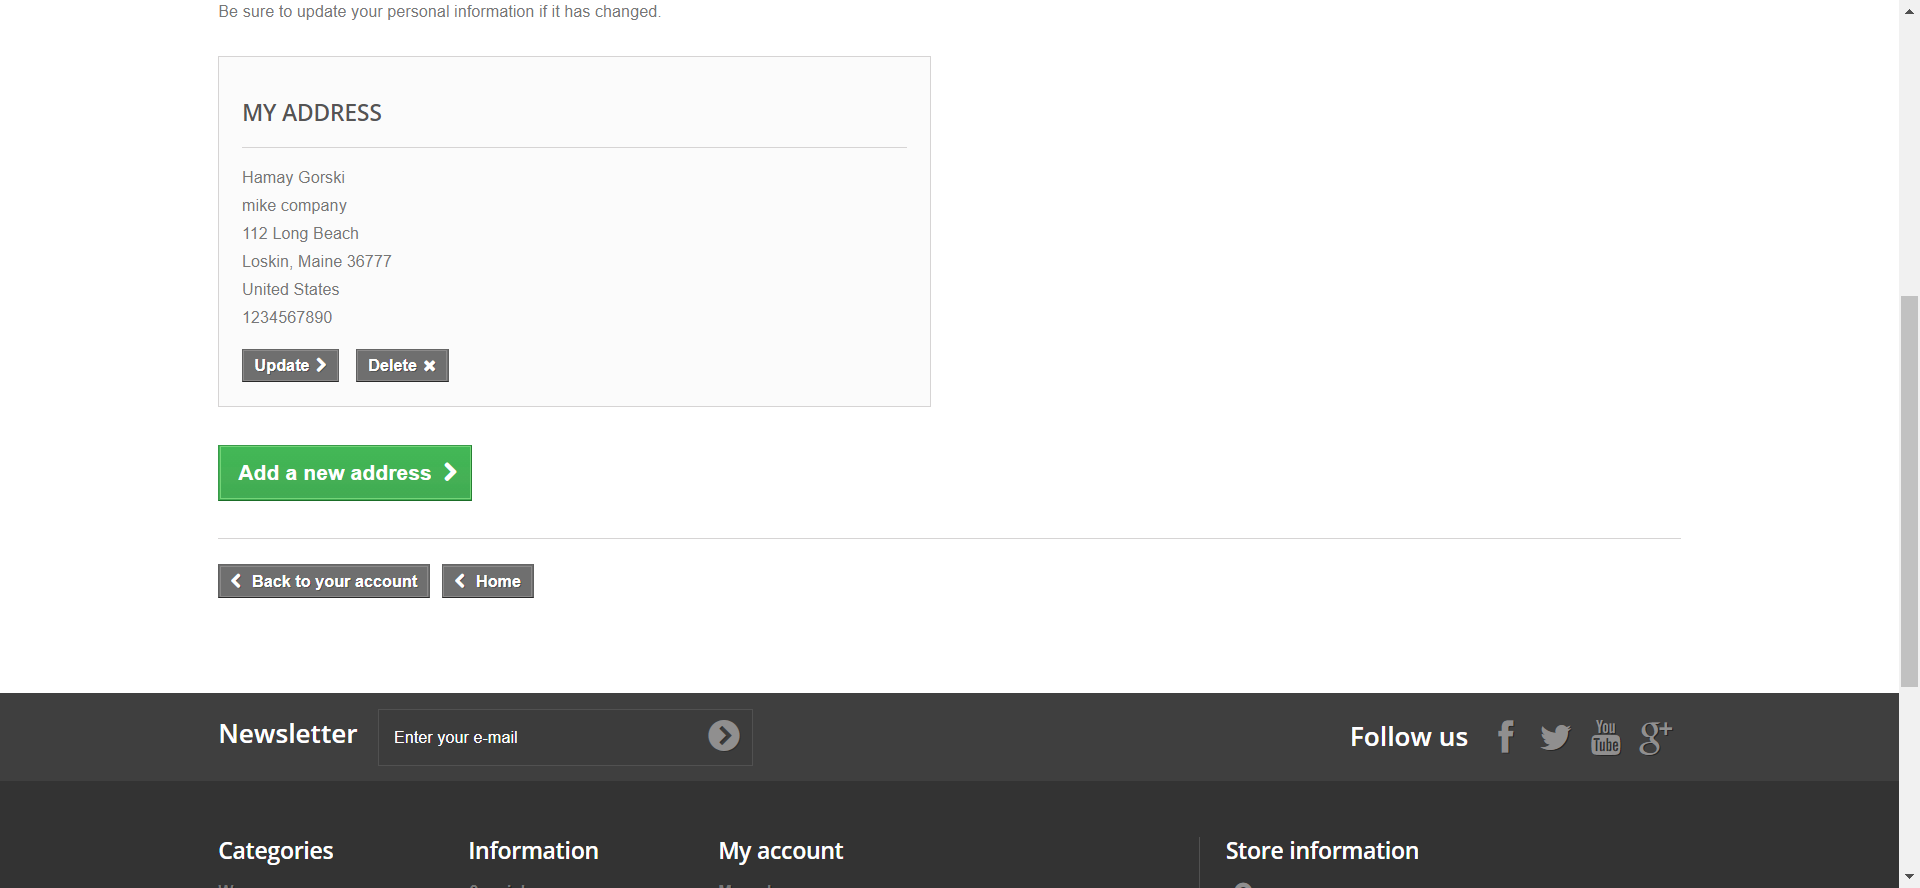 Be sure to update your personal information if it has changed.
MY ADDRESS
Hamay Gorski
mike company
112 Long Beach
Loskin, Maine 36777
United States
1234567890
Update Delete
Add a new address
Back to your account Home
Newsletter Enter your e-mail Follow us f You Tube g+
Categories Information My account Store information